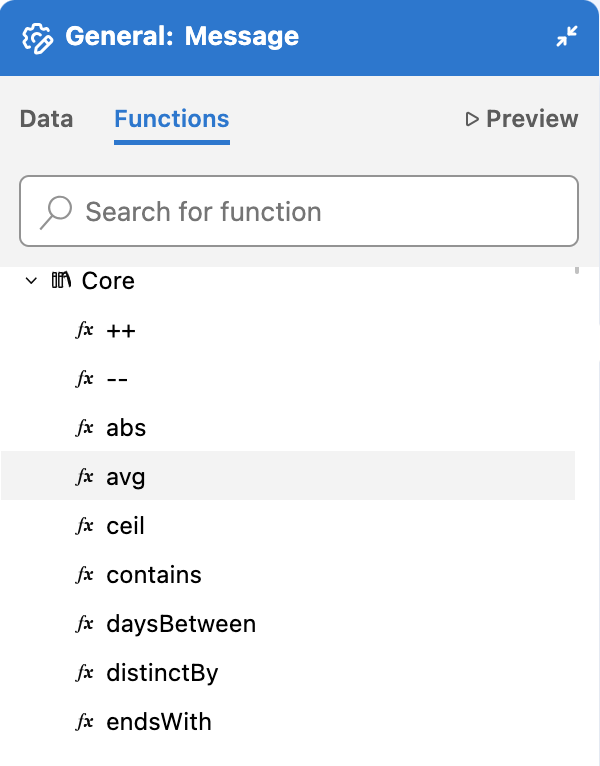 General: Message
Data Functions Preview
Search for function
Core
fx ++
fx --
fx abs
fx avg
fx ceil
fx contains
fx daysBetween
fx distinctBy
fx endsWith